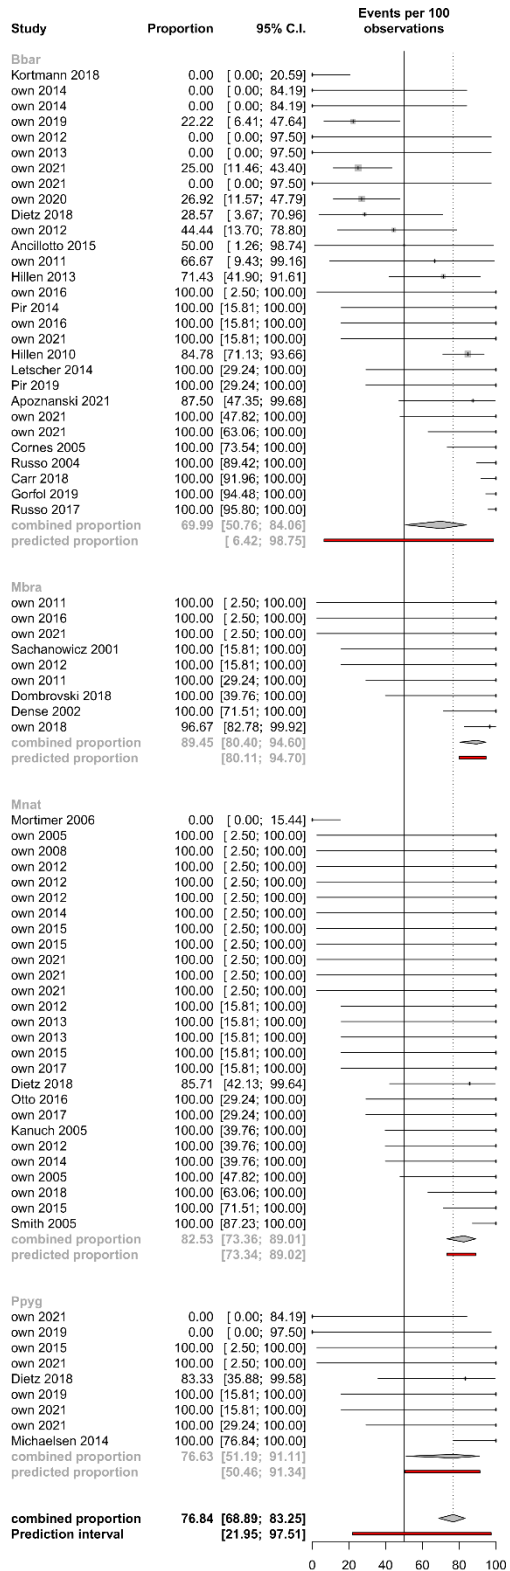 Events per 100
Study Proportion 95% C.I. observations
Bbar
Kortmann 2018 0.00 [ 0.00; 20.59]
own 2014 0.00 [ 0.00; 84.19]
own 2014 0.00 [ 0.00; 84.19]
own 2019 22.22 [ 6.41; 47.64]
own 2012 0.00 [ 0.00; 97.50]
own 2013 0.00 [ 0.00; 97.50]
own 2021 25.00 [11.46; 43.40]
own 2021 0.00 [ 0.00; 97.50]
own 2020 26.92 [11.57; 47.79]
Dietz 2018 28.57 [ 3.67; 70.96]
own 2012 44.44 [13.70; 78.80]
Ancillotto 2015 50.00 [ 1.26; 98.74]
own 2011 66.67 [ 9.43; 99.16]
Hillen 2013 71.43 [41.90; 91.61]
own 2016 100.00 [ 2.50; 100.00]
Pir 2014 100.00 [15.81; 100.00]
own 2016 100.00 [15.81; 100.00]
own 2021 100.00 [15.81; 100.00]
Hillen 2010 84.78 [71.13; 93.66]
Letscher 2014 100.00 [29.24; 100.00]
Pir 2019 100.00 [29.24; 100.00]
Apoznanski 2021 87.50 [47.35; 99.68]
own 2021 100.00 [47.82; 100.00]
own 2021 100.00 [63.06; 100.00]
Cornes 2005 100.00 [73.54; 100.00]
Russo 2004 100.00 [89.42; 100.00]
Carr 2018 100.00 [91.96; 100.00]
Gorfol 2019 100.00 [94.48; 100.00]
Russo 2017 100.00 [95.80; 100.00]
combined proportion 69.99 [50.76; 84.06]
predicted proportion [ 6.42; 98.75]
Mbra
own 2011 100.00 [ 2.50; 100.00]
own 2016 100.00 [ 2.50; 100.00]
own 2021 100.00 [ 2.50; 100.00]
Sachanowicz 2001 100.00 [15.81; 100.00]
own 2012 100.00 [15.81; 100.00]
own 2011 100.00 [29.24; 100.00]
Dombrovski 2018 100.00 [39.76; 100.00]
Dense 2002 100.00 [71.51; 100.00]
own 2018 96.67 [82.78; 99.92]
combined proportion 89.45 [80.40; 94.60]
predicted proportion [80.11; 94.70]
Mnat
Mortimer 2006 0.00 [ 0.00; 15.44]
own 2005 100.00 [ 2.50; 100.00]
own 2008 100.00 [ 2.50; 100.00]
own 2012 100.00 [ 2.50; 100.00]
own 2012 100.00 [ 2.50; 100.00]
own 2012 100.00 [ 2.50; 100.00]
own 2014 100.00 [ 2.50; 100.00]
own 2015 100.00 [ 2.50; 100.00]
own 2015 100.00 [ 2.50; 100.00]
own 2021 100.00 [ 2.50; 100.00]
own 2021 100.00 [ 2.50; 100.00]
own 2021 100.00 [ 2.50; 100.00]
own 2012 100.00 [15.81; 100.00]
own 2013 100.00 [15.81; 100.00]
own 2013 100.00 [15.81; 100.00]
own 2015 100.00 [15.81; 100.00]
own 2017 100.00 [15.81; 100.00]
Dietz 2018 85.71 [42.13; 99.64]
Otto 2016 100.00 [29.24; 100.00]
own 2017 100.00 [29.24; 100.00]
Kanuch 2005 100.00 [39.76; 100.00]
own 2012 100.00 [39.76; 100.00]
own 2014 100.00 [39.76; 100.00]
own 2005 100.00 [47.82; 100.00]
own 2018 100.00 [63.06; 100.00]
own 2015 100.00 [71.51; 100.00]
Smith 2005 100.00 [87.23; 100.00]
combined proportion 82.53 [73.36; 89.01]
predicted proportion [73.34; 89.02]
Ppyg
own 2021 0.00 [ 0.00; 84.19]
own 2019 0.00 [ 0.00; 97.50]
own 2015 100.00 [ 2.50; 100.00]
own 2021 100.00 [ 2.50; 100.00]
Dietz 2018 83.33 [35.88; 99.58]
own 2019 100.00 [15.81; 100.00]
own 2021 100.00 [15.81; 100.00]
own 2021 100.00 [29.24; 100.00]
Michaelsen 2014 100.00 [76.84; 100.00]
combined proportion 76.63 [51.19; 91.11]
predicted proportion [50.46; 91.34]
combined proportion 76.84 [68.89; 83.25]
Prediction interval [21.95; 97.51]
0 20 40 60 80 100